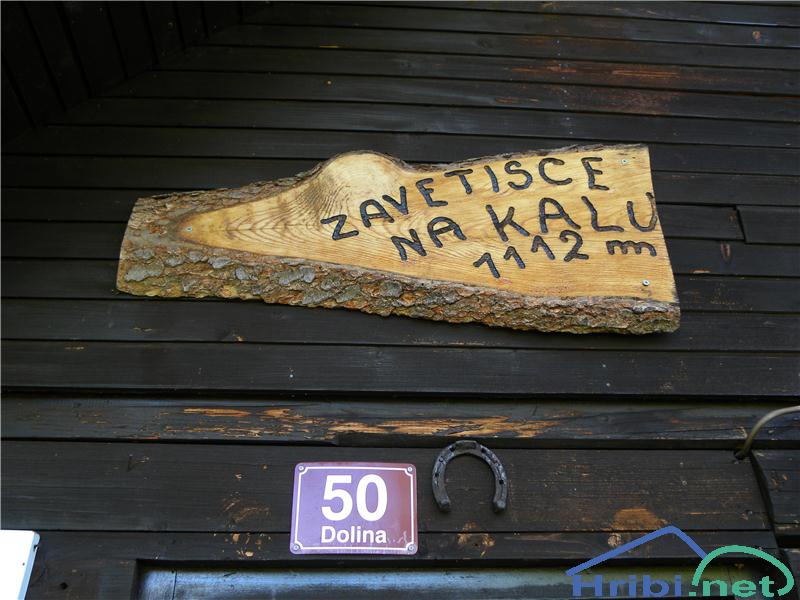 ZAVETISCE
NA KALU
1112 m
50
Dolina
Hribi.net